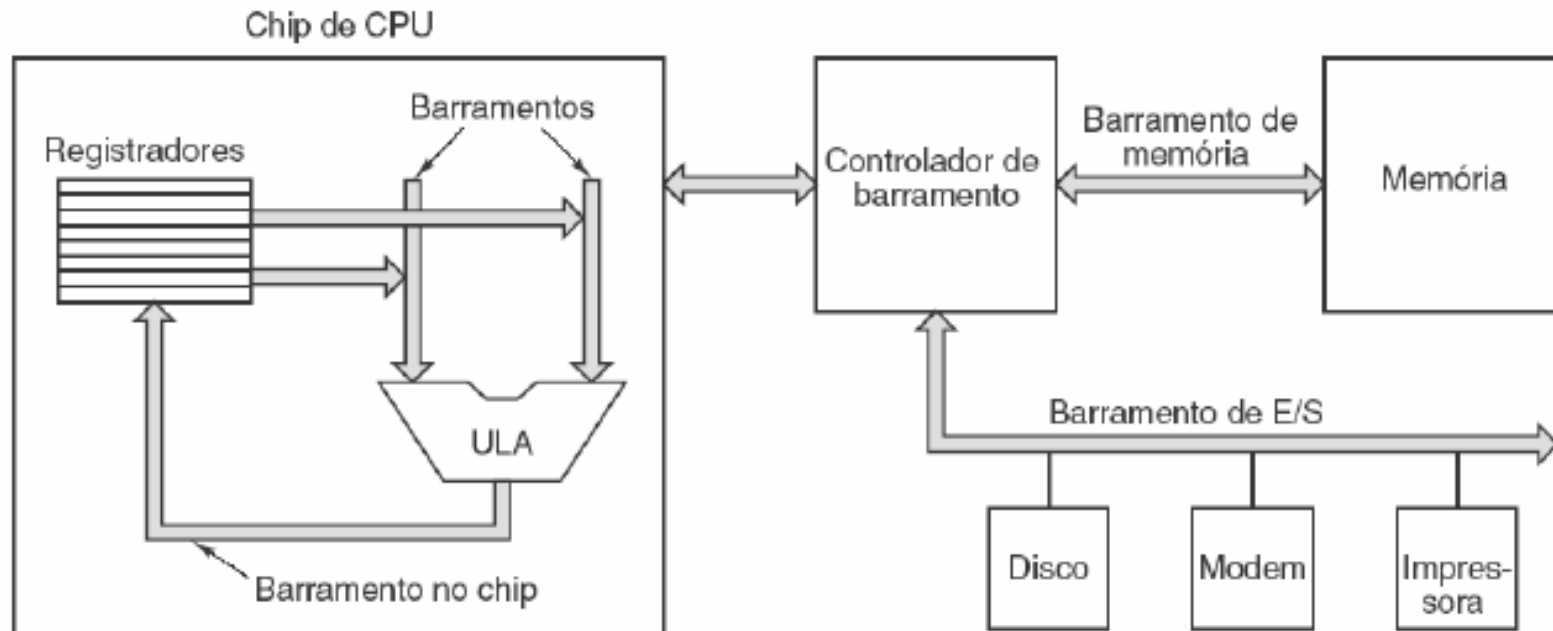 Chip de CPU
Barramentos
Registradores
ULA
Barramento no chip
Controlador de
barramento
Barramento de
memória
Memória
Barramento de E/S
Disco
Modem
Impres-
sora